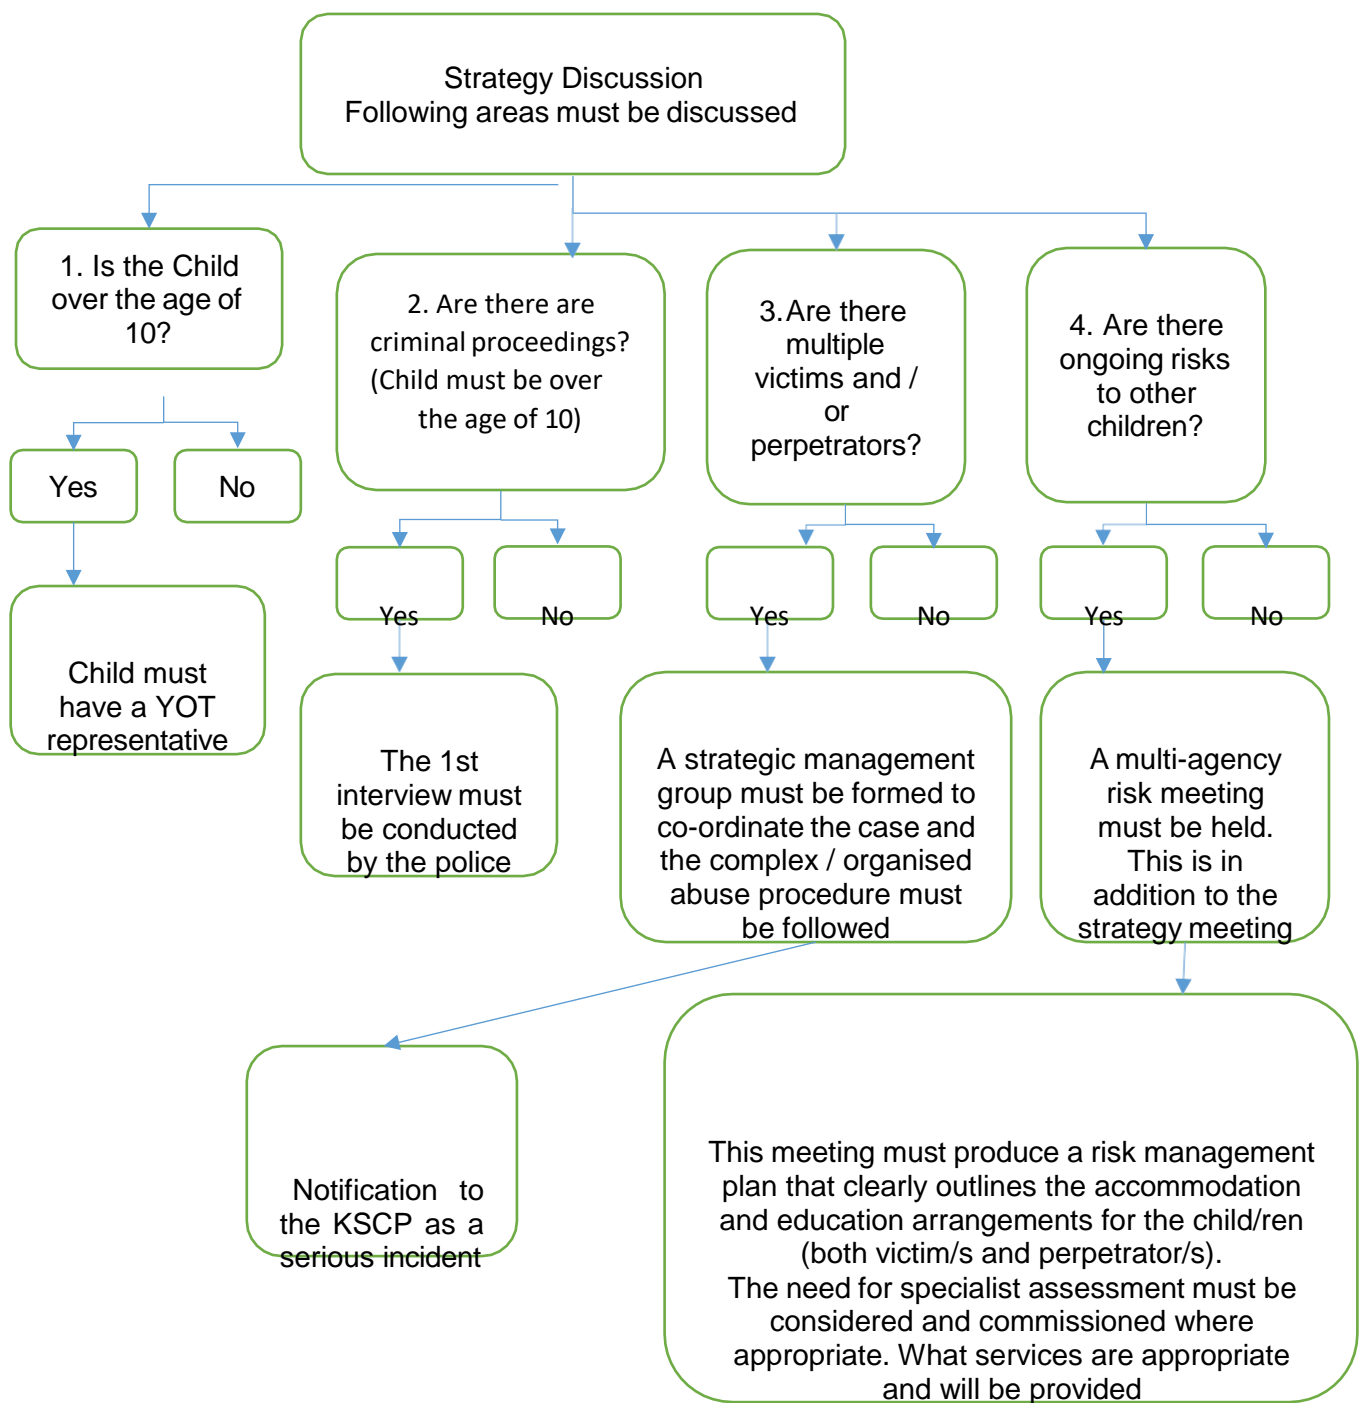 Strategy Discussion
Following areas must be discussed
1. Is the Child
over the age of
10?
2. Are there are
criminal proceedings?
(Child must be over
the age of 10)
3. Are there
multiple
victims and /
or
perpetrators?
4. Are there
ongoing risks
to other
children?
Yes
No
Yes
No
Yes
No
Yes
No
Child must
have a YOT
representative
The 1st
interview must
be conducted
by the police
A strategic management
group must be formed to
co-ordinate the case and
the complex / organised
abuse procedure must
be followed
A multi-agency
risk meeting
must be held.
This is in
addition to the
strategy meeting
Notification to
the KSCP as a
serious incident
This meeting must produce a risk management
plan that clearly outlines the accommodation
and education arrangements for the child/ren
(both victim/s and perpetrator/s).
The need for specialist assessment must be
considered and commissioned where
appropriate. What services are appropriate
and will be provided